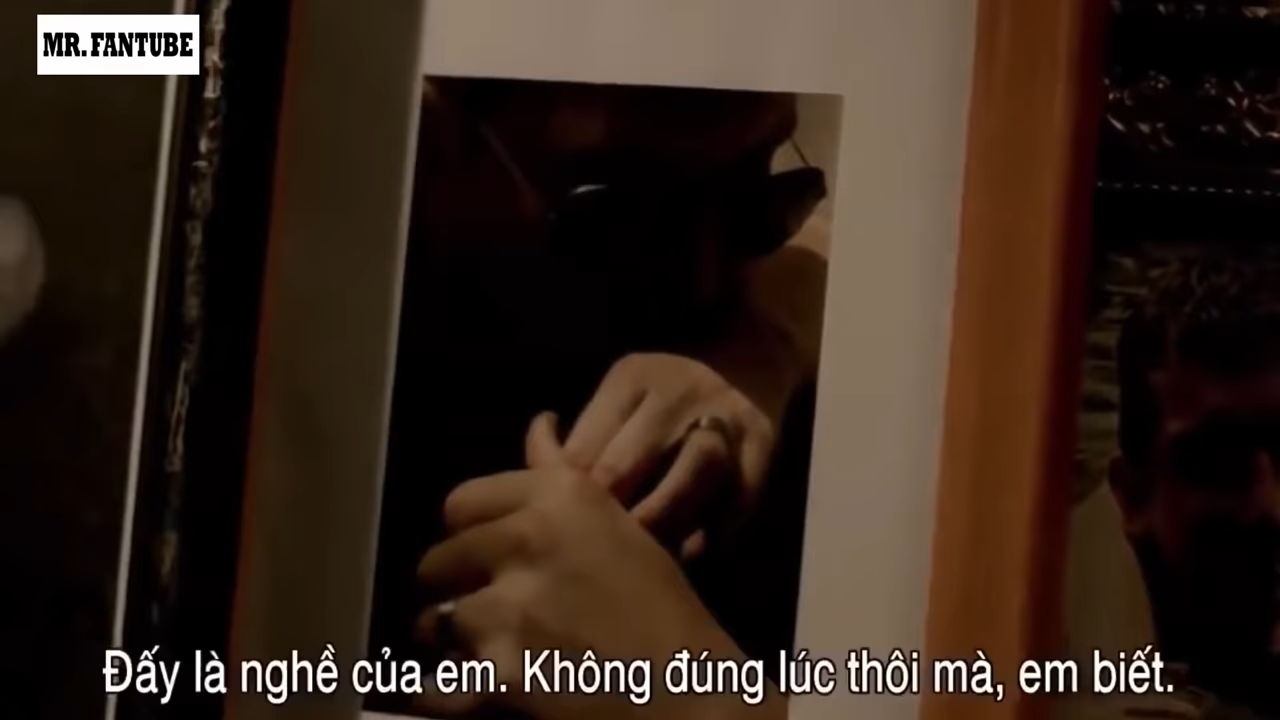 MR. FANTUBE
Đấy là nghề của em. Không đúng lúc thôi mà, em biết.